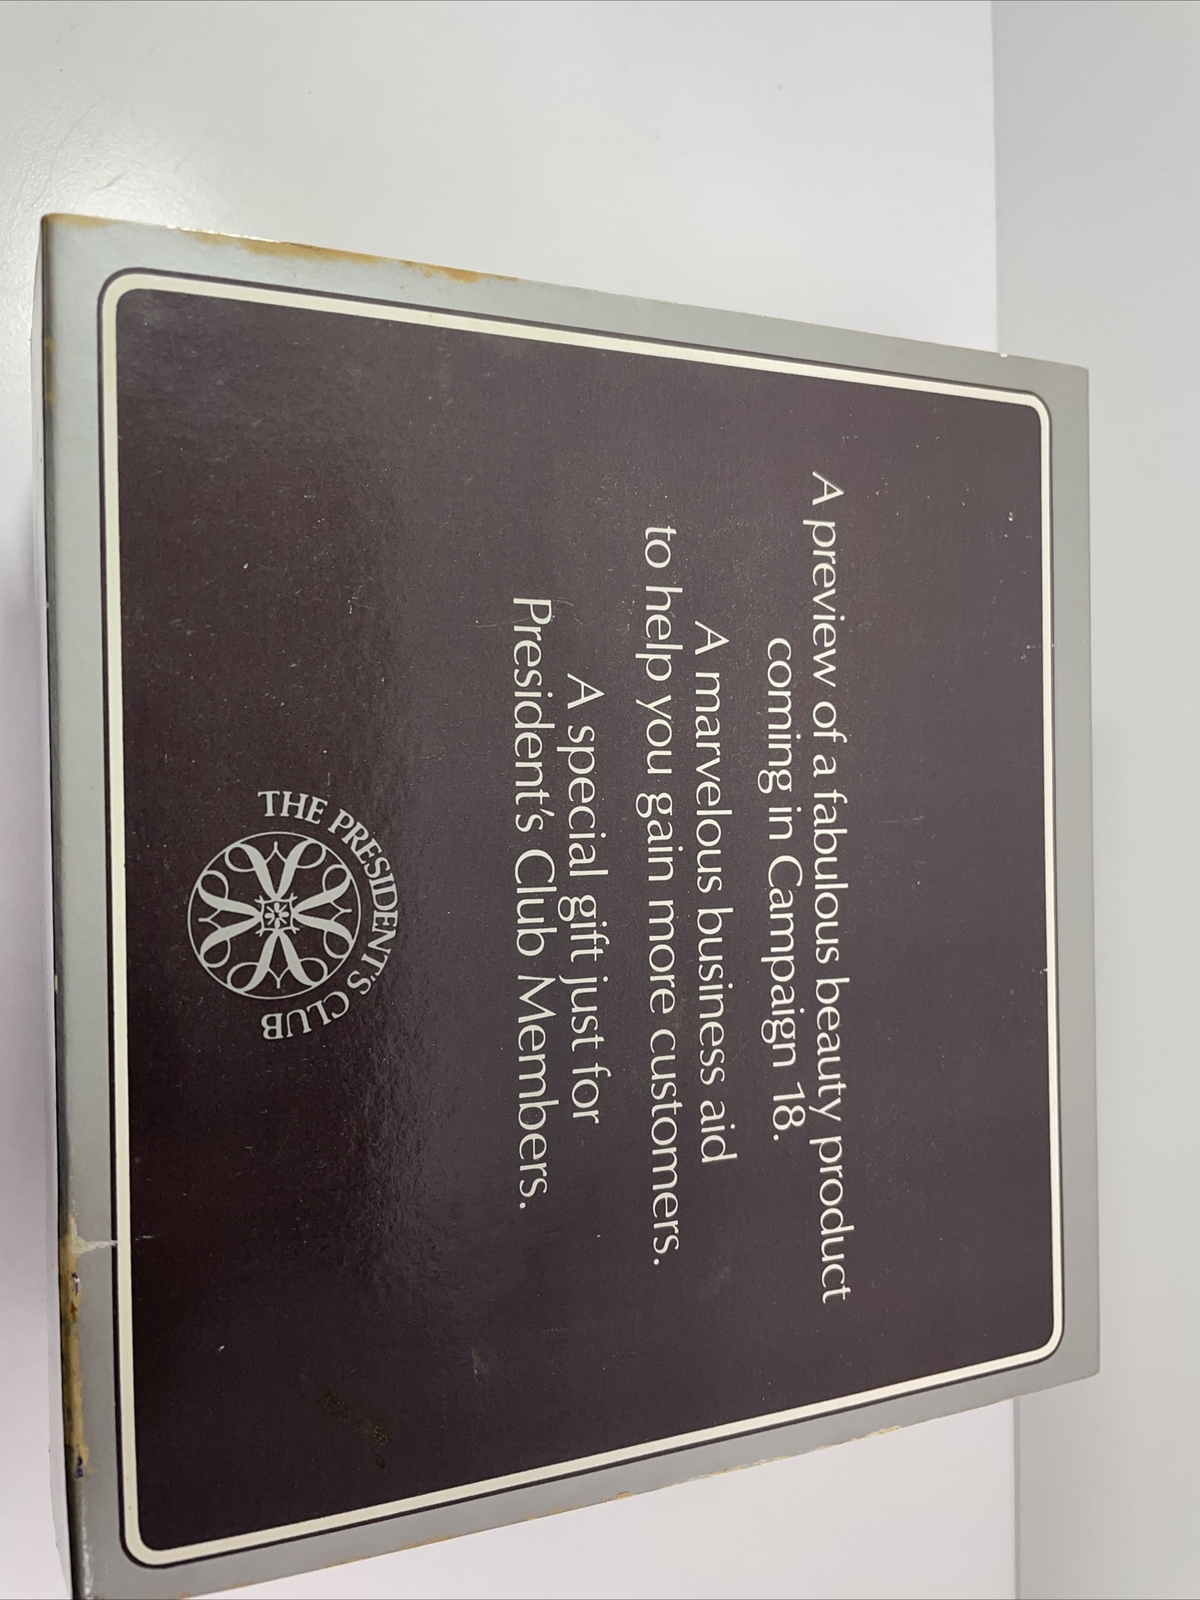 A preview of a fabulous beauty product
coming in Campaign 18.
A marvelous business aid
to help you gain more customers.
A special gift just for
President's Club Members.
THE PRESIDENT'S CLUB